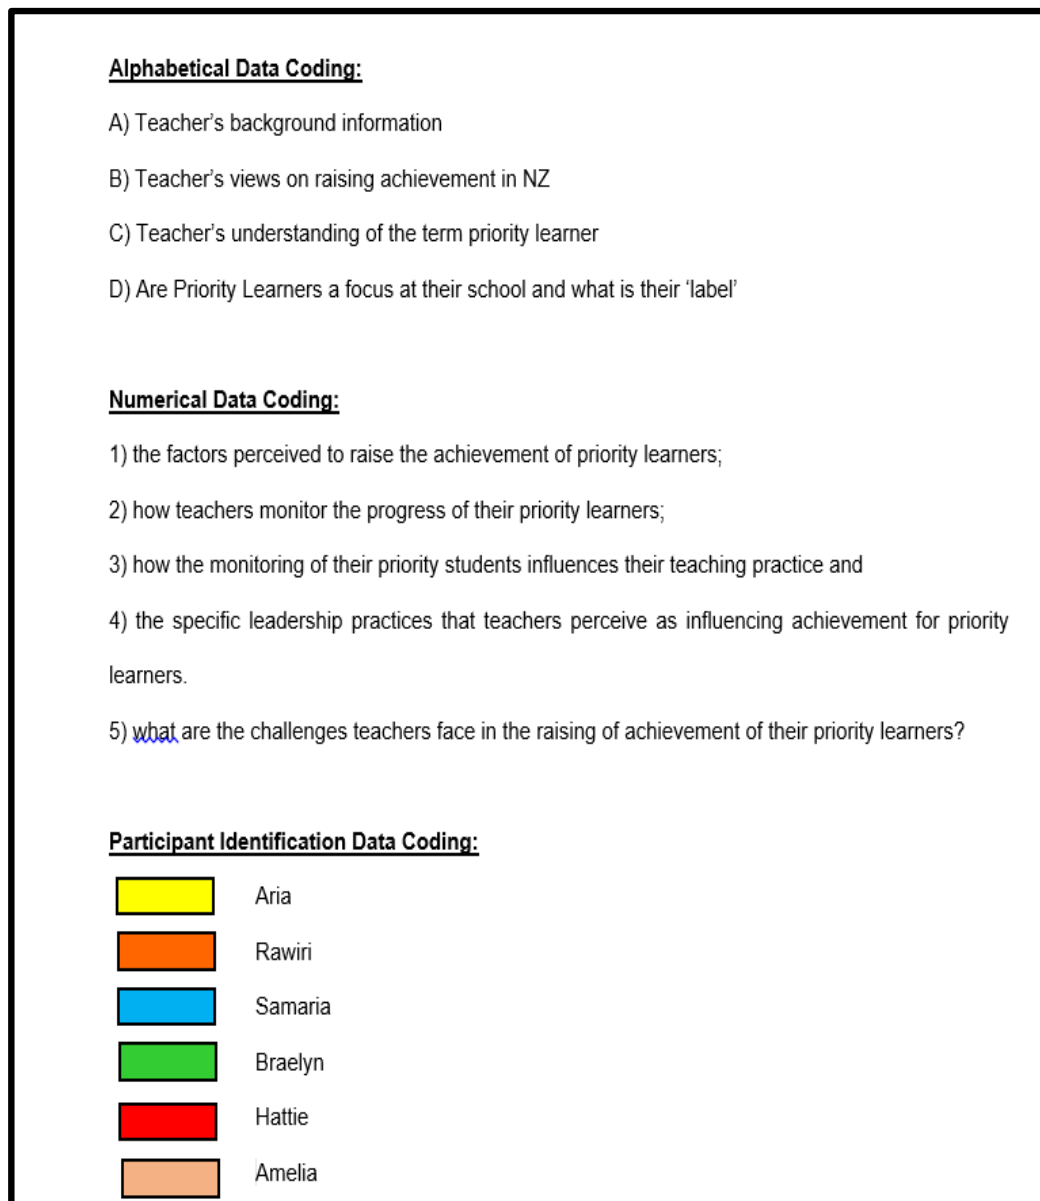 Alphabetical Data Coding:
A) Teacher’s background information
B) Teacher’s views on raising achievement in NZ
C) Teacher’s understanding of the term priority learner
D) Are Priority Learners a focus at their school and what is their ‘label’
Numerical Data Coding:
1) the factors perceived to raise the achievement of priority learners;
2) how teachers monitor the progress of their priority learners;
3) how the monitoring of their priority students influences their teaching practice and
4) the specific leadership practices that teachers perceive as influencing achievement for priority
learners.
5) what are the challenges teachers face in the raising of achievement of their priority learners?
Participant Identification Data Coding:
Aria
Rawiri
Samaria
Braelyn
Hattie
Amelia